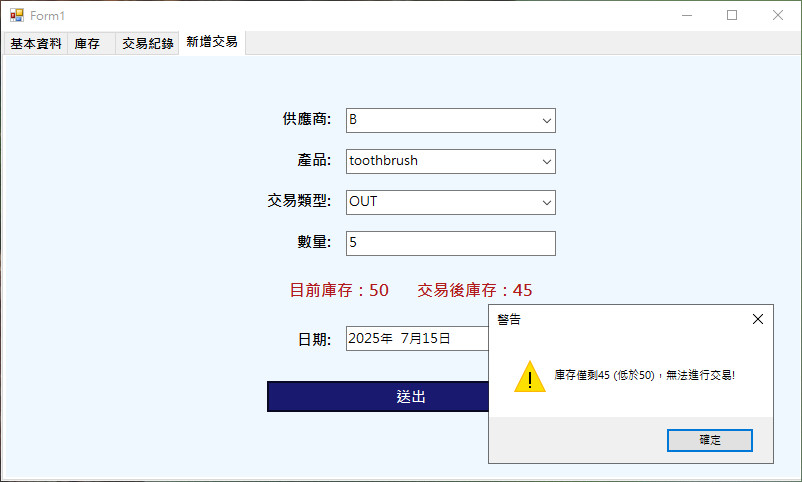 Form1
基本資料 庫存 交易紀錄 新增交易
供應商: B
產品: toothbrush
交易類型: OUT
數量: 5
目前庫存：50 交易後庫存：45
日期: 2025年 7月15日
送出
警告
庫存僅剩45 (低於50)，無法進行交易!
確定